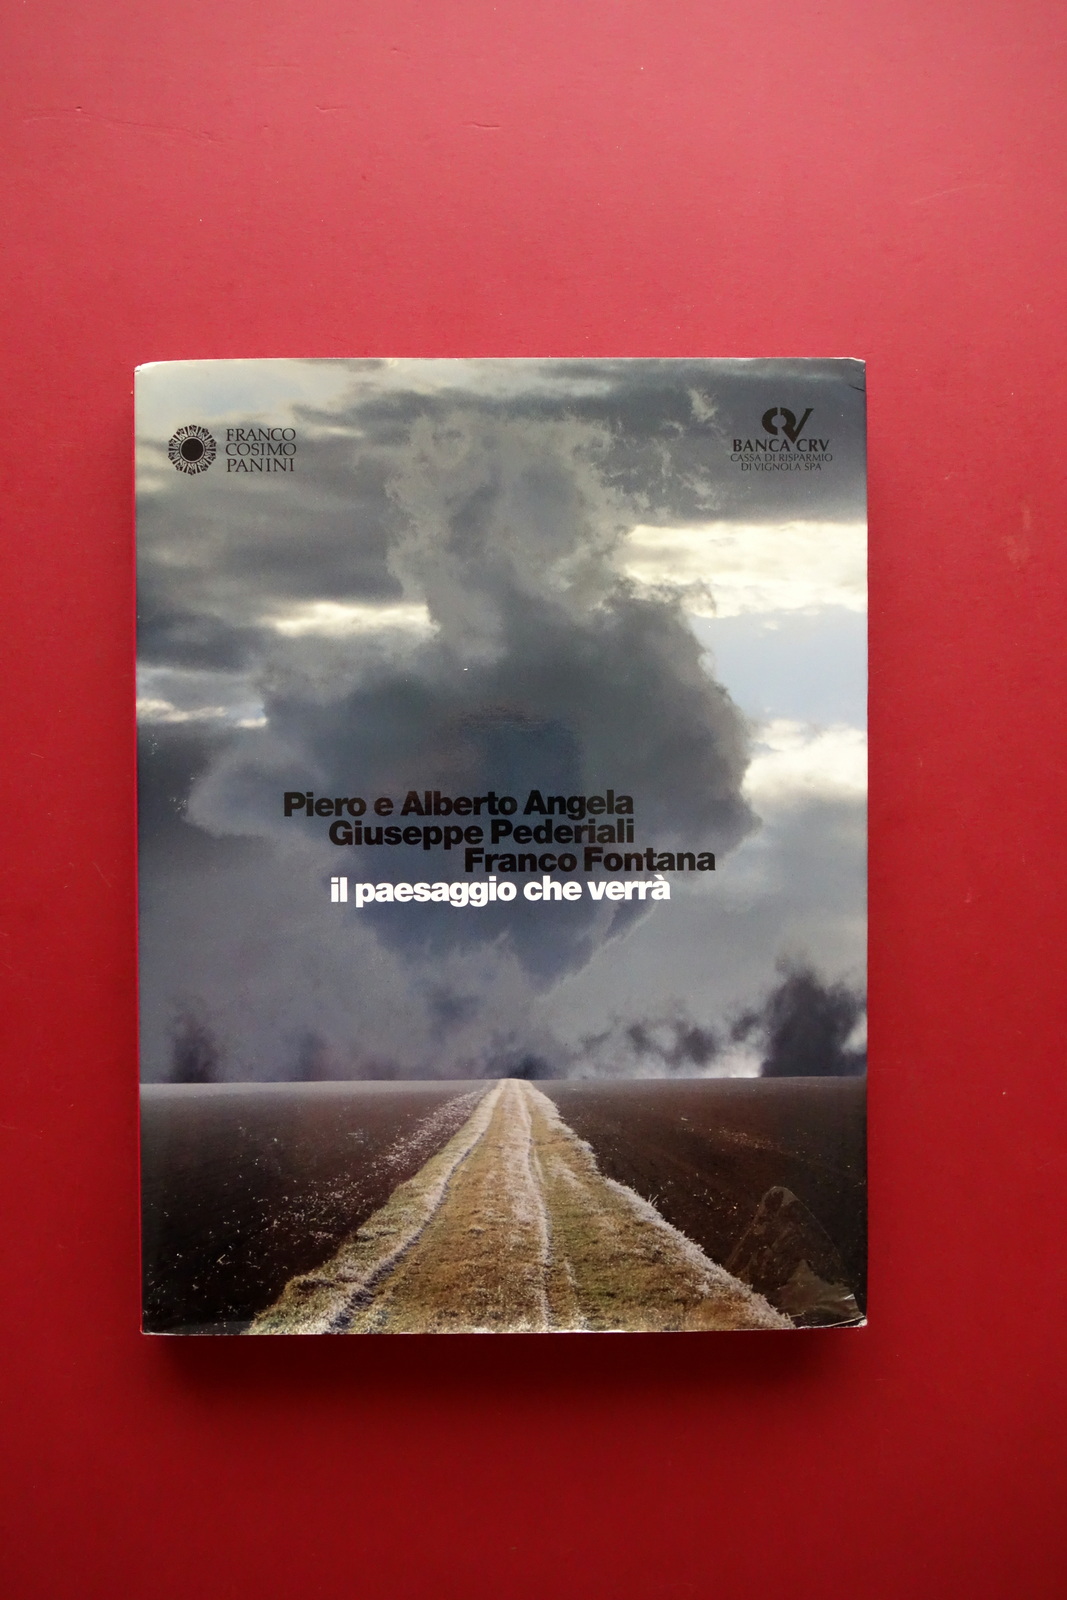 FRANCO
COSIMO
PANINI
CRV
BANCA CRV
CASSA DI RISPARMIO
DI VIGNOLA SPA
Piero e Alberto Angela
Giuseppe Pederiali
Franco Fontana
il paesaggio che verrà